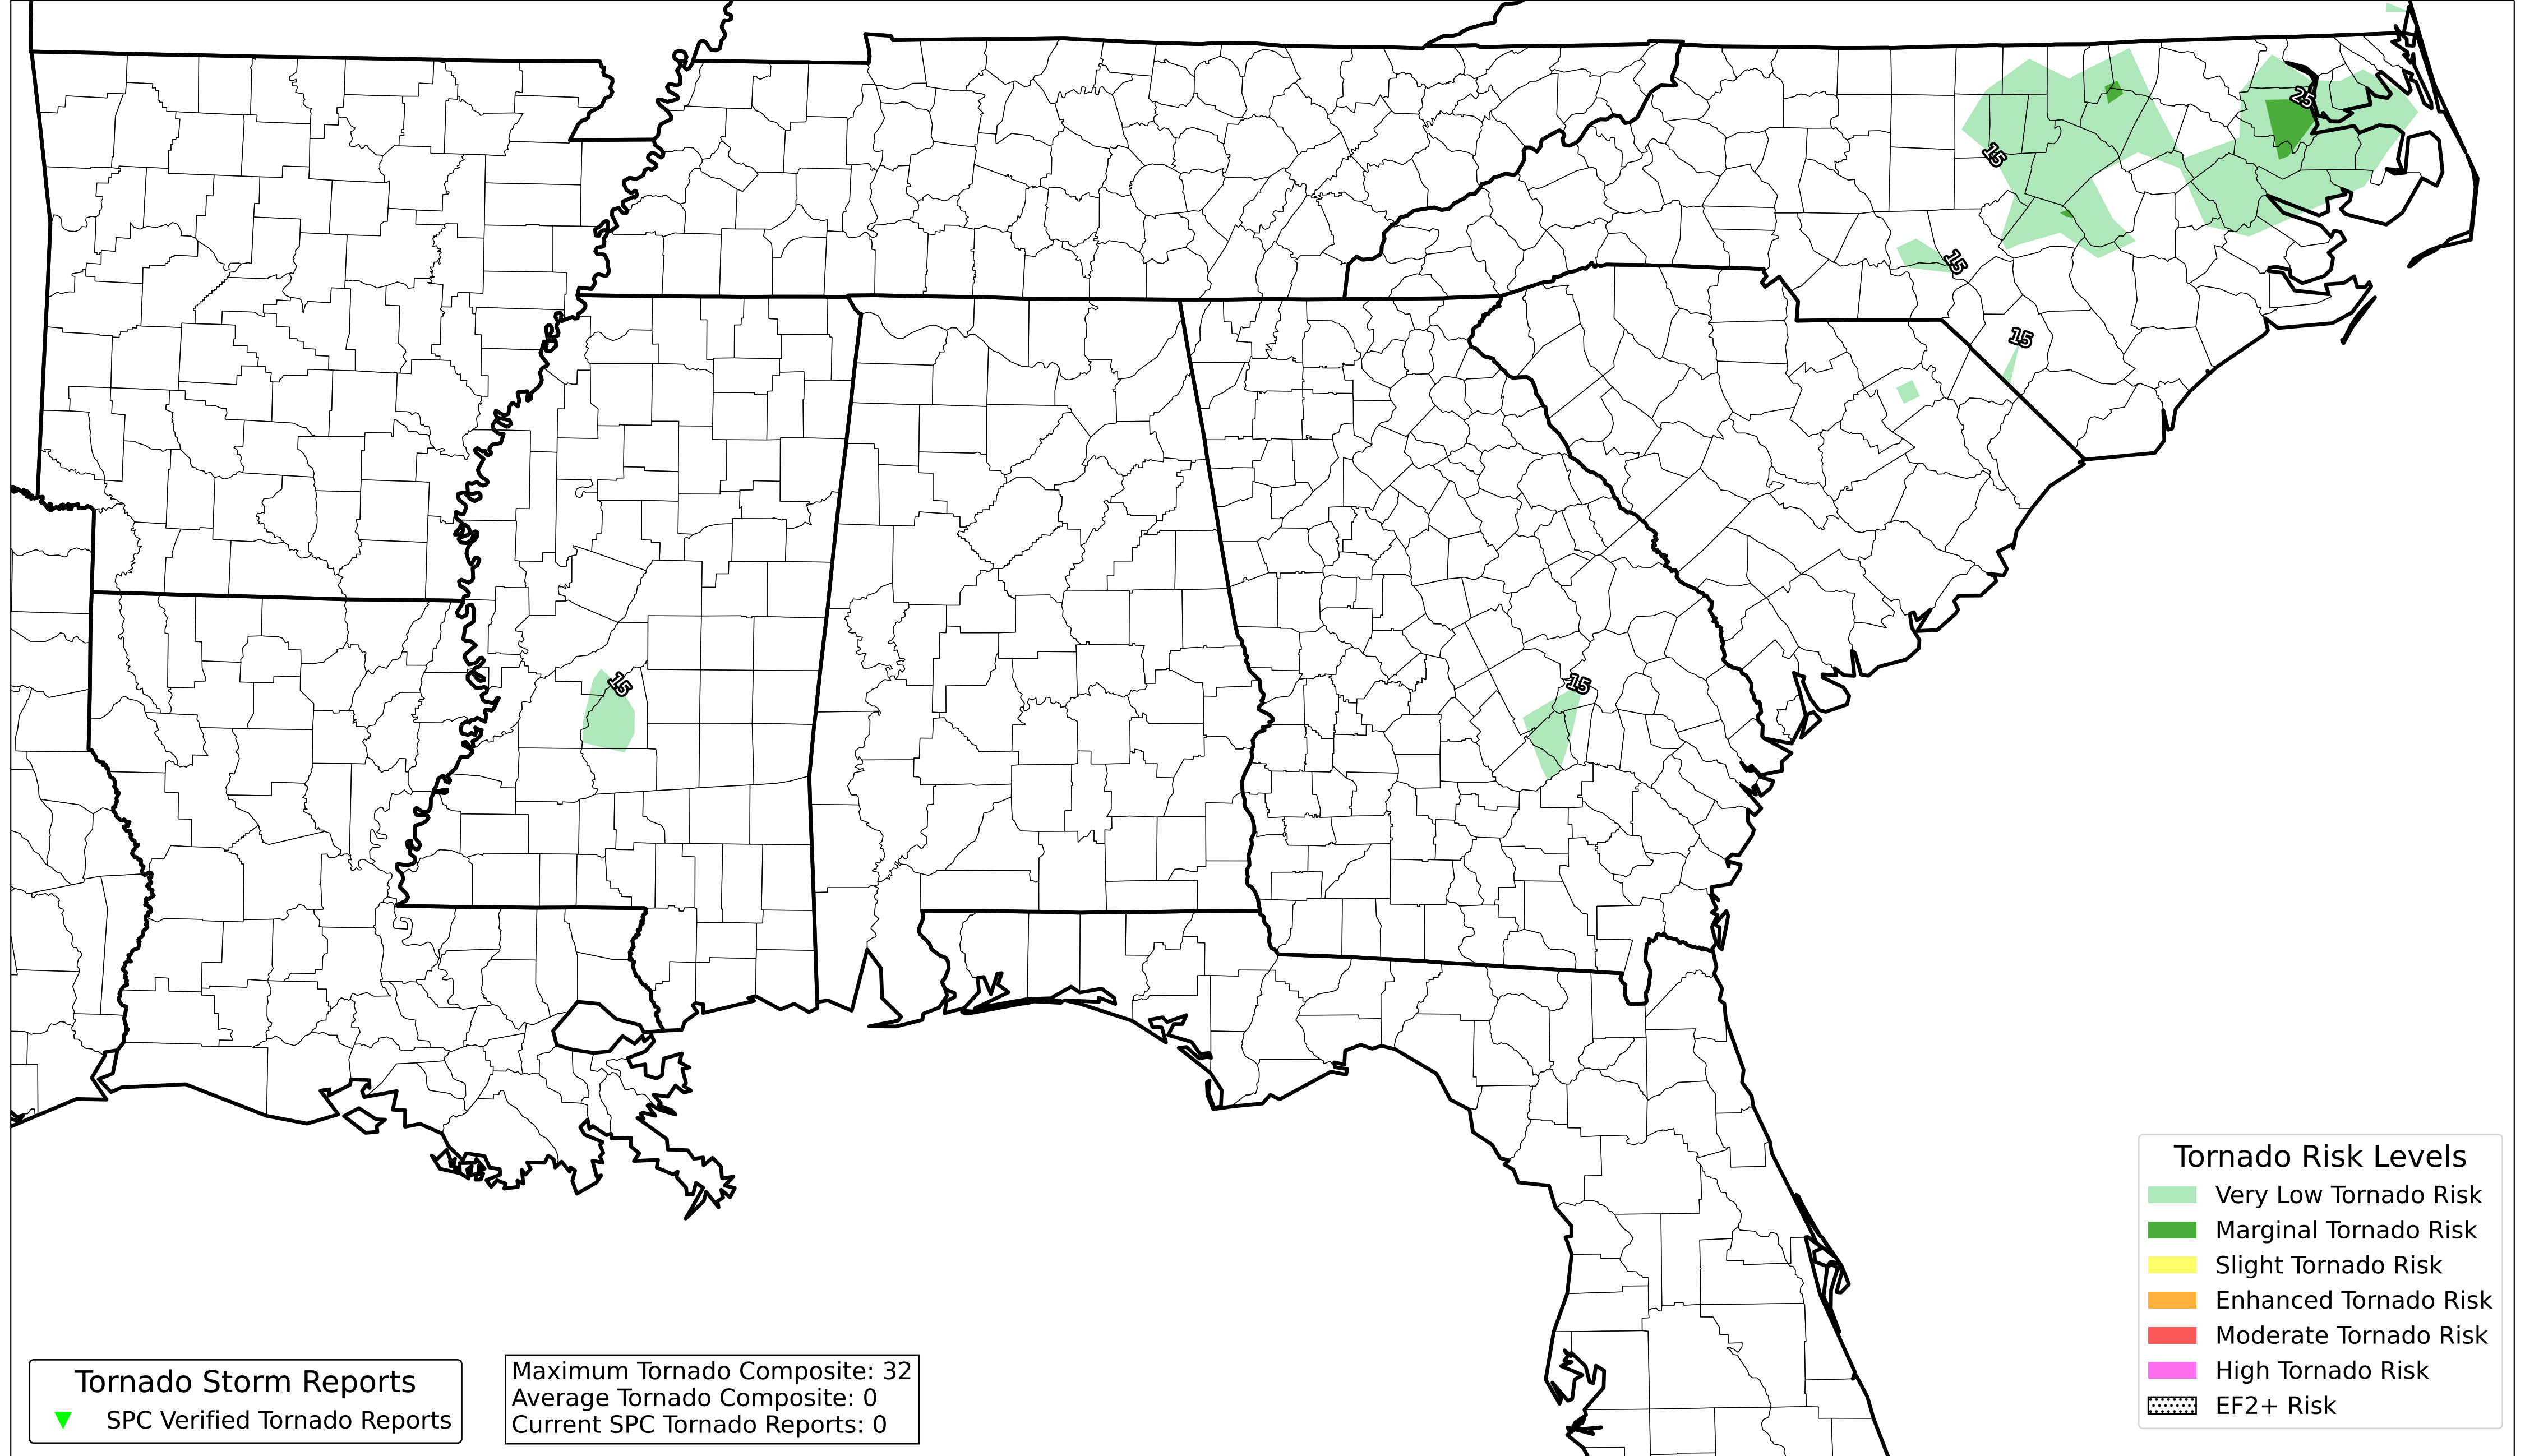 25
15
15
15
15
15
Tornado Risk Levels
Very Low Tornado Risk
Marginal Tornado Risk
Slight Tornado Risk
Enhanced Tornado Risk
Moderate Tornado Risk
High Tornado Risk
EF2+ Risk
Tornado Storm Reports
SPC Verified Tornado Reports
Maximum Tornado Composite: 32
Average Tornado Composite: 0
Current SPC Tornado Reports: 0